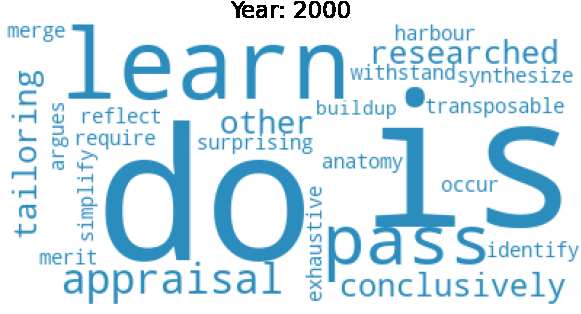 Year: 2000
merge
learn
harbour
researched
withstand
synthesize
tailoring
argues
reflect
require
other
surprising
buildup
transposable
is
do
simplify
anatomy
occur
exhaustive
pass
identify
merit
appraisal
conclusively